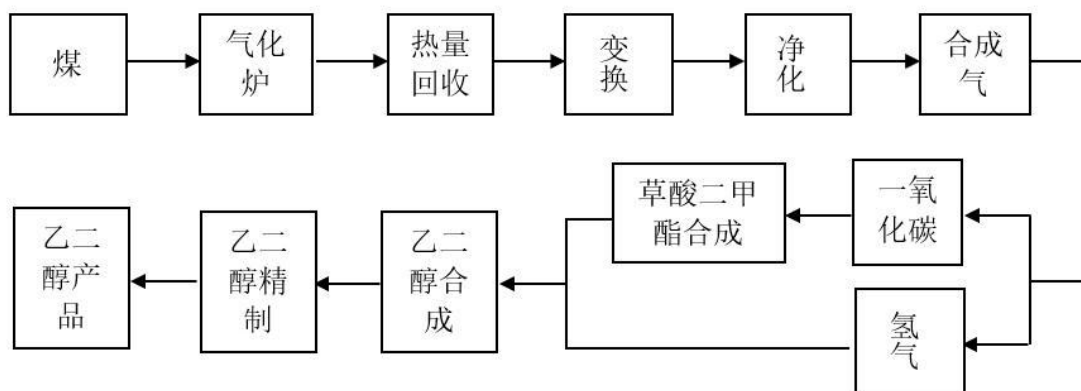 煤
气化
炉
热量
回收
变
换
净
化
合成
气
一氧
化碳
草酸二甲
酯合成
氢
气
乙二
醇合
成
乙二
醇精
制
乙二
醇产
品